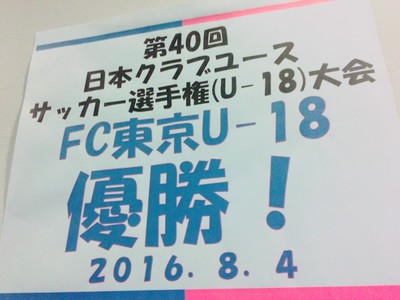 第40回
日本クラブユース
サッカー選手権(U-18)大会
FC東京U-18
優勝!
2016.8.4